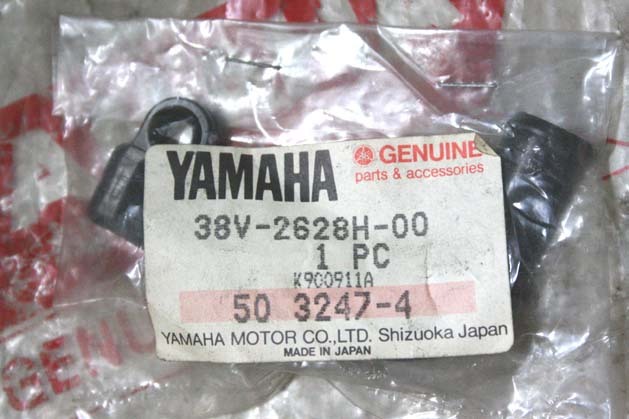 YAMAHA GENUINE
parts & accessories
38V-2628H-00
1 PC
K900911A
50 3247-4
YAMAHA MOTOR CO.,LTD. Shizuoka Japan
MADE IN JAPAN
GENU